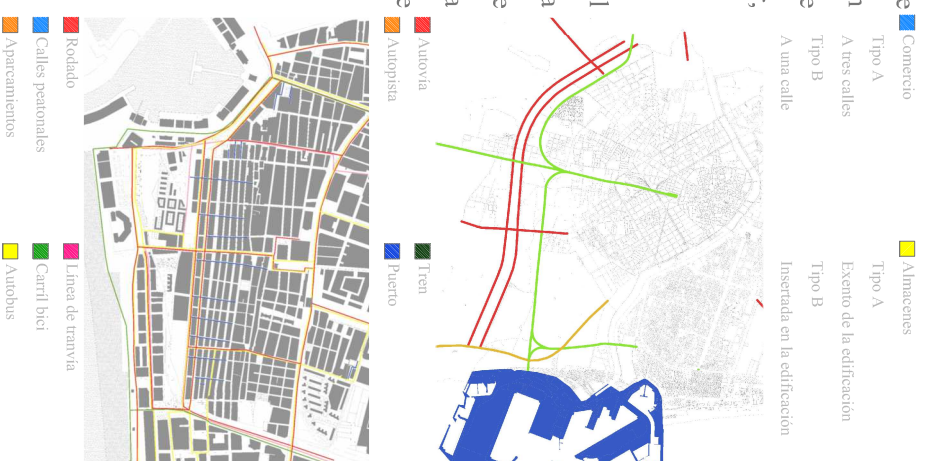 Comercio Almaenes
Tipo A Tipo A
A tres calles Exento de la edificación
Tipo B Tipo B
A una calle Insertada en la edificación
Autovía Tren
Autopista Puerto
Rodado Línea de tranvía
Calles peatonales Carril bici
Aparcamientos Autobus